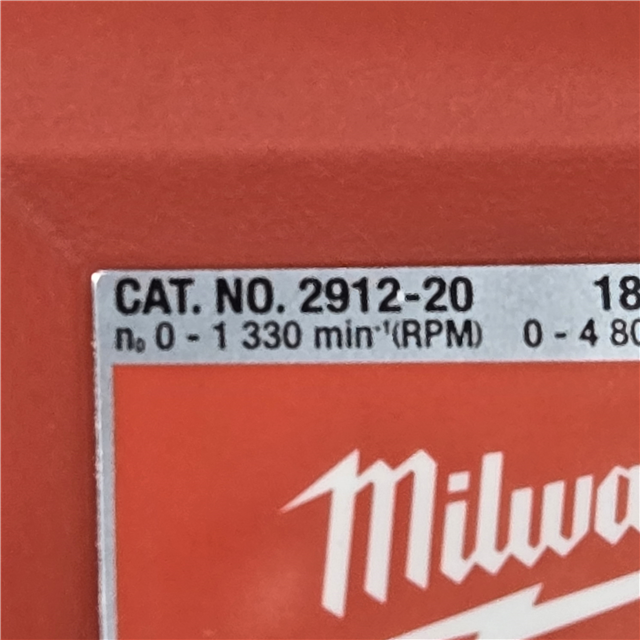 CAT. NO. 2912-20 18
n₀ 0 - 1 330 min⁻¹(RPM) 0 - 4 80
Milwa